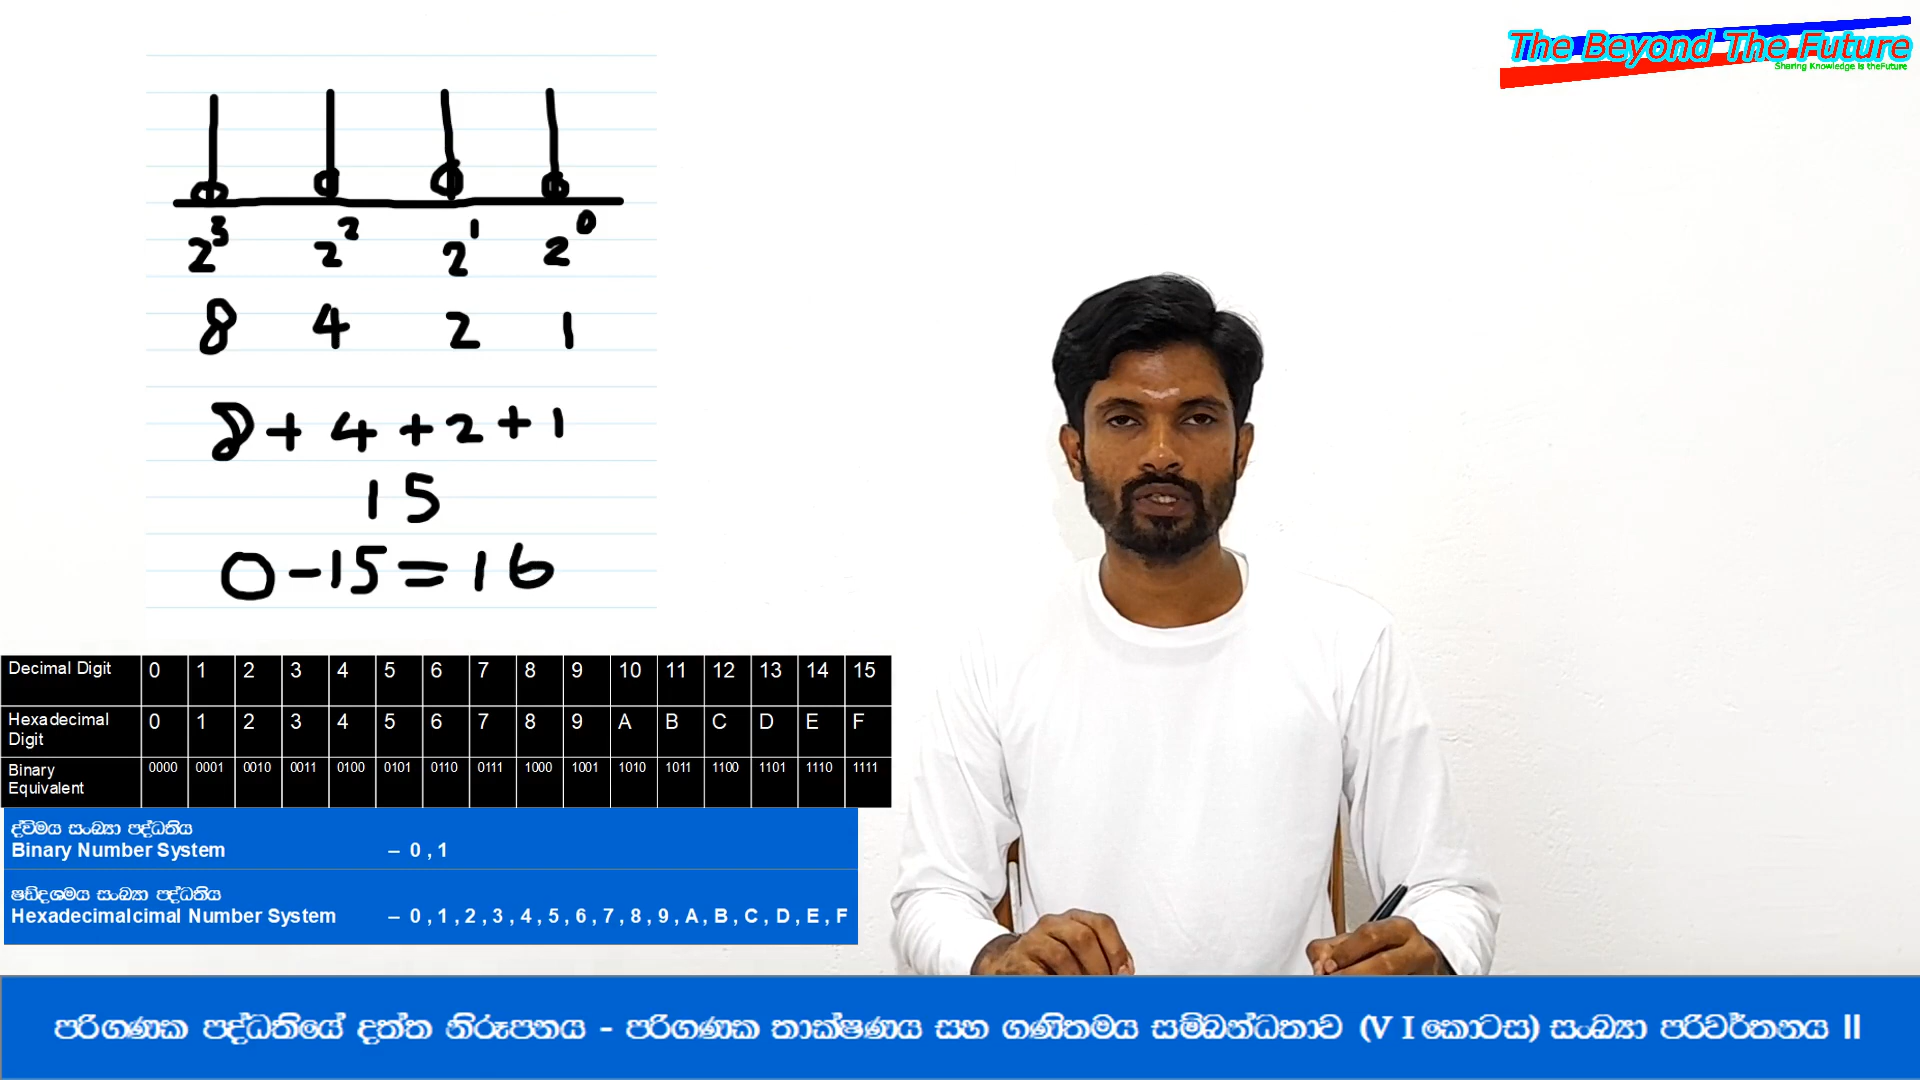 The Beyond The Future
Sharing Knowledge is theFuture
2³ 2² 2¹ 2⁰
8 4 2 1
8 + 4 + 2 + 1
15
0 - 15 = 16
Decimal Digit 0 1 2 3 4 5 6 7 8 9 10 11 12 13 14 15
Hexadecimal Digit 0 1 2 3 4 5 6 7 8 9 A B C D E F
Binary Equivalent 0000 0001 0010 0011 0100 0101 0110 0111 1000 1001 1010 1011 1100 1101 1110 1111
ද්විමය සංඛ්‍යා පද්ධතිය
Binary Number System – 0 , 1
ෂඩ්දශමය සංඛ්‍යා පද්ධතිය
Hexadecimalcimal Number System – 0 , 1 , 2 , 3 , 4 , 5 , 6 , 7 , 8 , 9 , A , B , C , D , E , F
පරිගණක පද්ධතියේ දත්ත නිරූපනය - පරිගණක තාක්ෂණය සහ ගණිතමය සම්බන්ධතාව (V I කොටස) සංඛ්‍යා පරිවර්තනය II